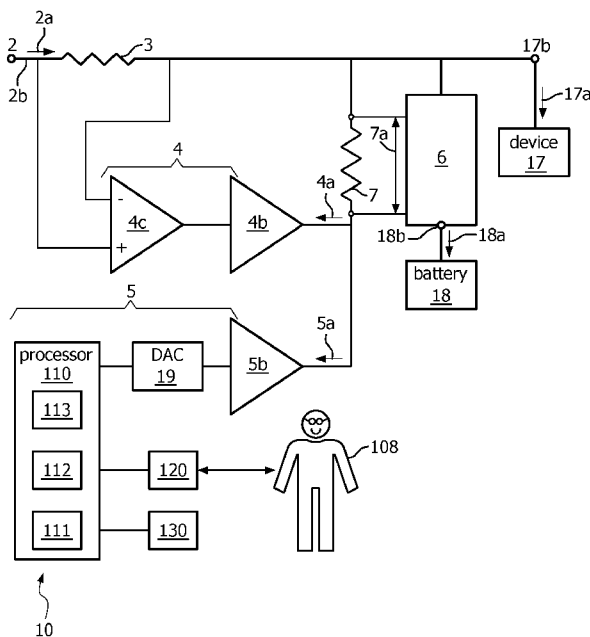 2a
2
3
17b
2b
17a
7a
device
17
6
4
4a
7
-
4c
4b
+
18b
18a
battery
18
5
5a
processor
110
DAC
19
5b
113
108
112
120
111
130
10